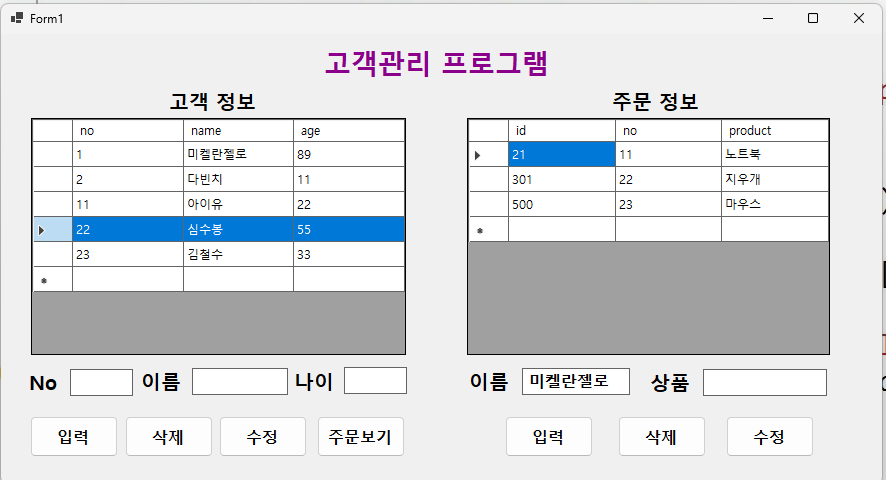 Form1
고객관리 프로그램
고객 정보
no name age
1 미켈란젤로 89
2 다빈치 11
11 아이유 22
22 심수봉 55
23 김철수 33
No 이름 나이
입력 삭제 수정 주문보기
주문 정보
id no product
21 11 노트북
301 22 지우개
500 23 마우스
이름 미켈란젤로 상품
입력 삭제 수정